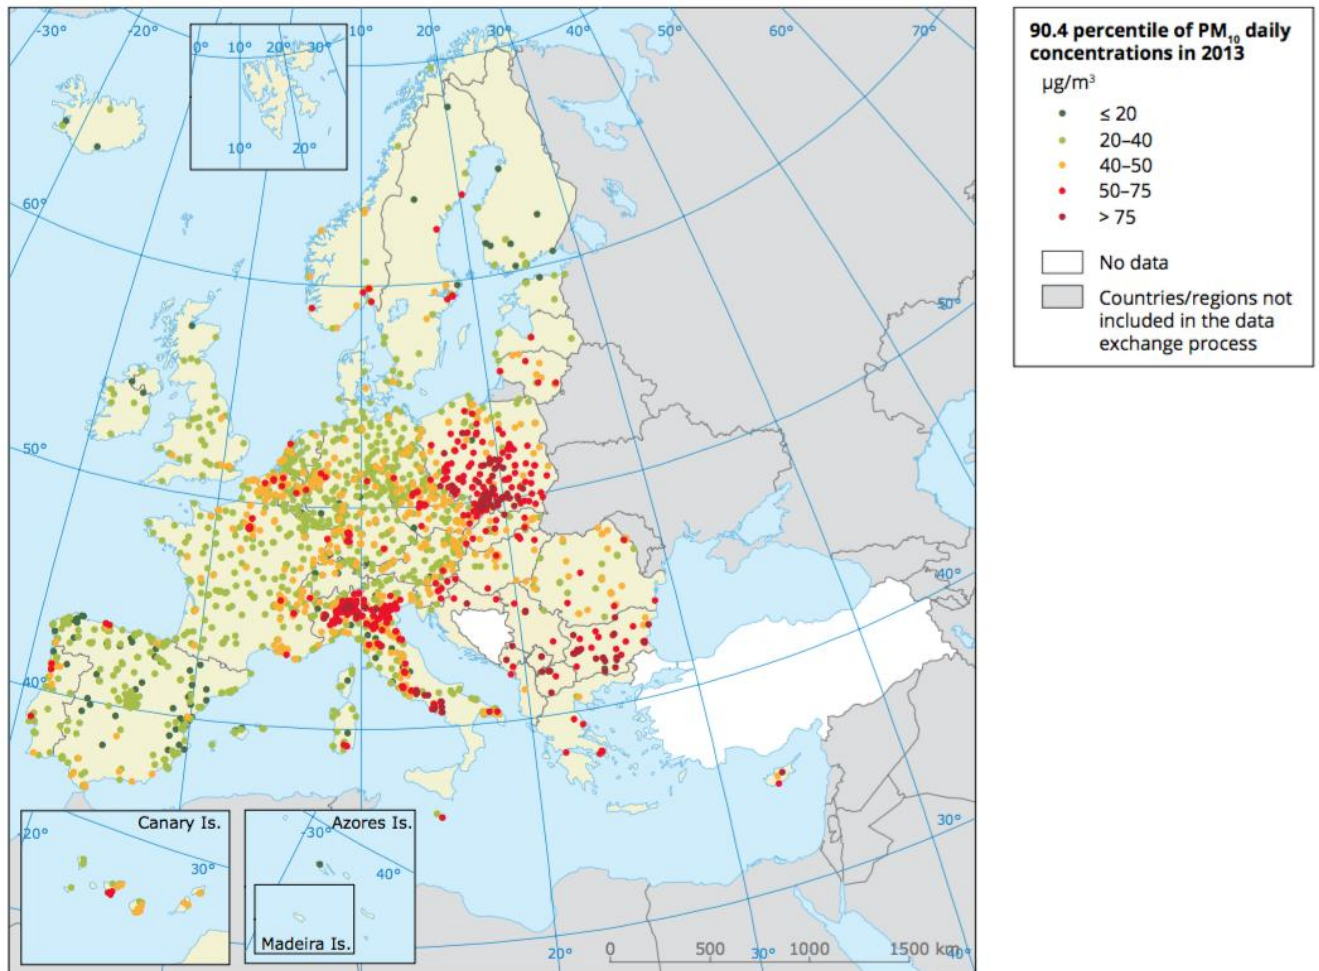 -30°
-20°
-10°
0°
10°
20°
30°
40°
50°
60°
70°
0° 10° 20° 30°
10°
20°
60°
50°
50°
40°
40°
Canary Is.
-20°
30°
Azores Is.
-30°
40°
Madeira Is.
30°
20°
30°
40°
0 500 1000 1500 km
90.4 percentile of PM₁₀ daily
concentrations in 2013
µg/m³
≤ 20
20–40
40–50
50–75
> 75
No data
Countries/regions not
included in the data
exchange process